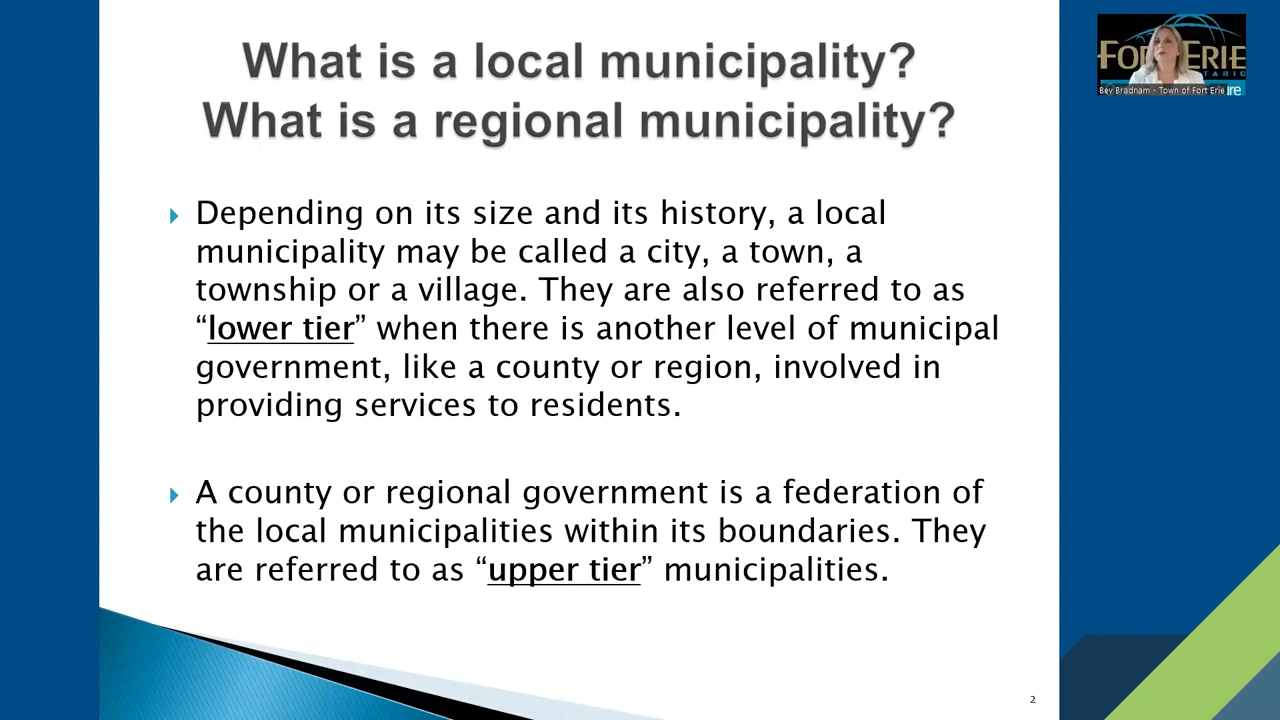 What is a local municipality?
What is a regional municipality?
Depending on its size and its history, a local
municipality may be called a city, a town, a
township or a village. They are also referred to as
“lower tier” when there is another level of municipal
government, like a county or region, involved in
providing services to residents.
A county or regional government is a federation of
the local municipalities within its boundaries. They
are referred to as “upper tier” municipalities.
2
Bev Bradnam - Town of Fort Erie